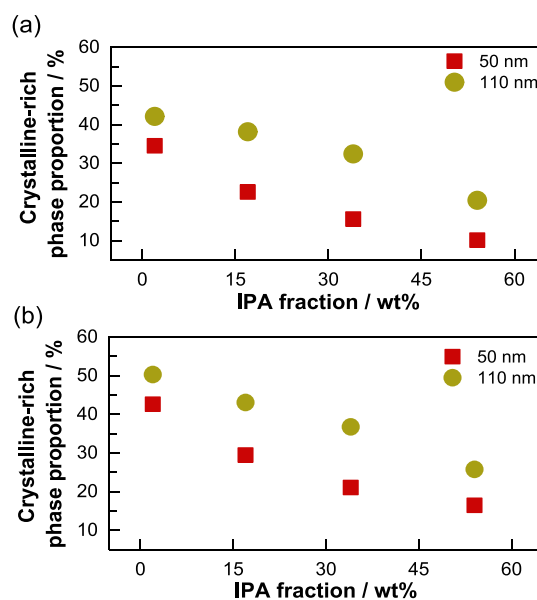 (a)
Crystalline-rich
phase proportion / %
60
50
40
30
20
10
50 nm
110 nm
0
15
30
45
60
IPA fraction / wt%
(b)
Crystalline-rich
phase proportion / %
60
50
40
30
20
10
50 nm
110 nm
0
15
30
45
60
IPA fraction / wt%